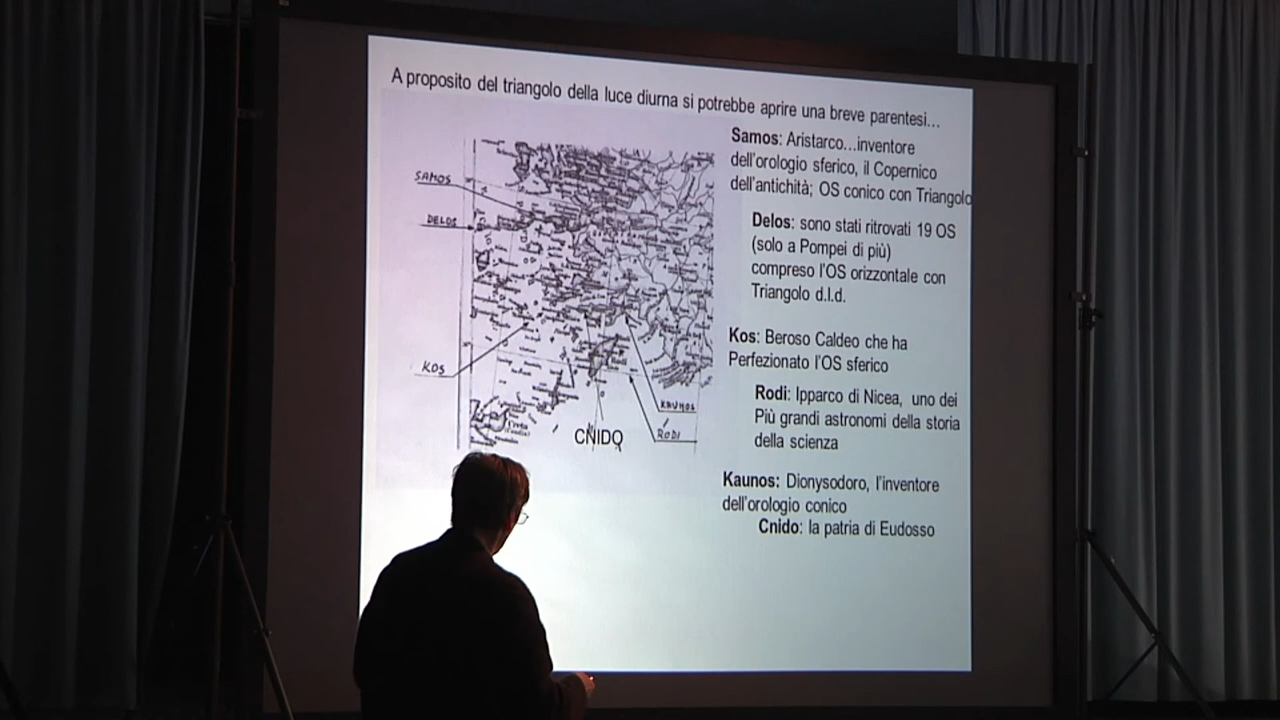 A proposito del triangolo della luce diurna si potrebbe aprire una breve parentesi...
SAMOS
DELOS
KOS
Creta
(Candia)
CNIDO
KAUNOS
RODI
Samos: Aristarco...inventore
dell'orologio sferico, il Copernico
dell'antichità; OS conico con Triangolo
Delos: sono stati ritrovati 19 OS
(solo a Pompei di più)
compreso l'OS orizzontale con
Triangolo d.l.d.
Kos: Beroso Caldeo che ha
Perfezionato l'OS sferico
Rodi: Ipparco di Nicea, uno dei
Più grandi astronomi della storia
della scienza
Kaunos: Dionysodoro, l'inventore
dell'orologio conico
Cnido: la patria di Eudosso